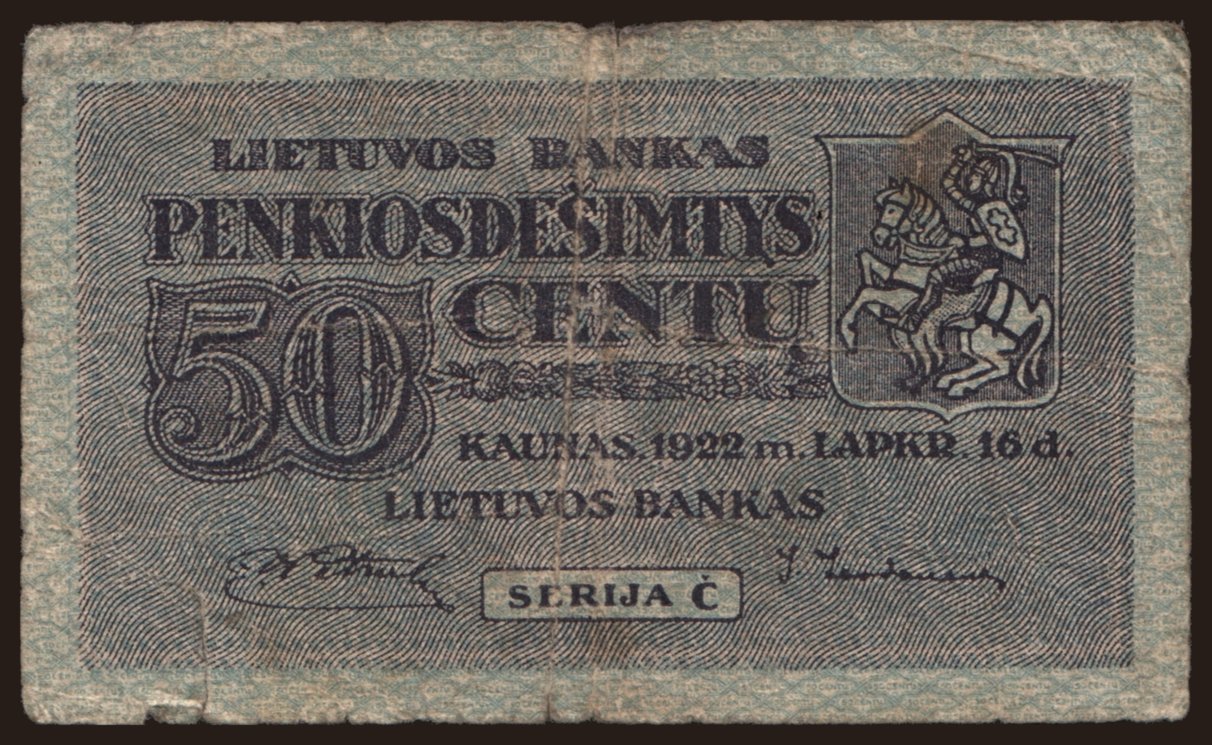 LIETUVOS BANKAS
PENKIOSDEŠIMTYS
50 CENTŲ
KAUNAS. 1922 m. LAPKR. 16 d.
LIETUVOS BANKAS
SERIJA Č